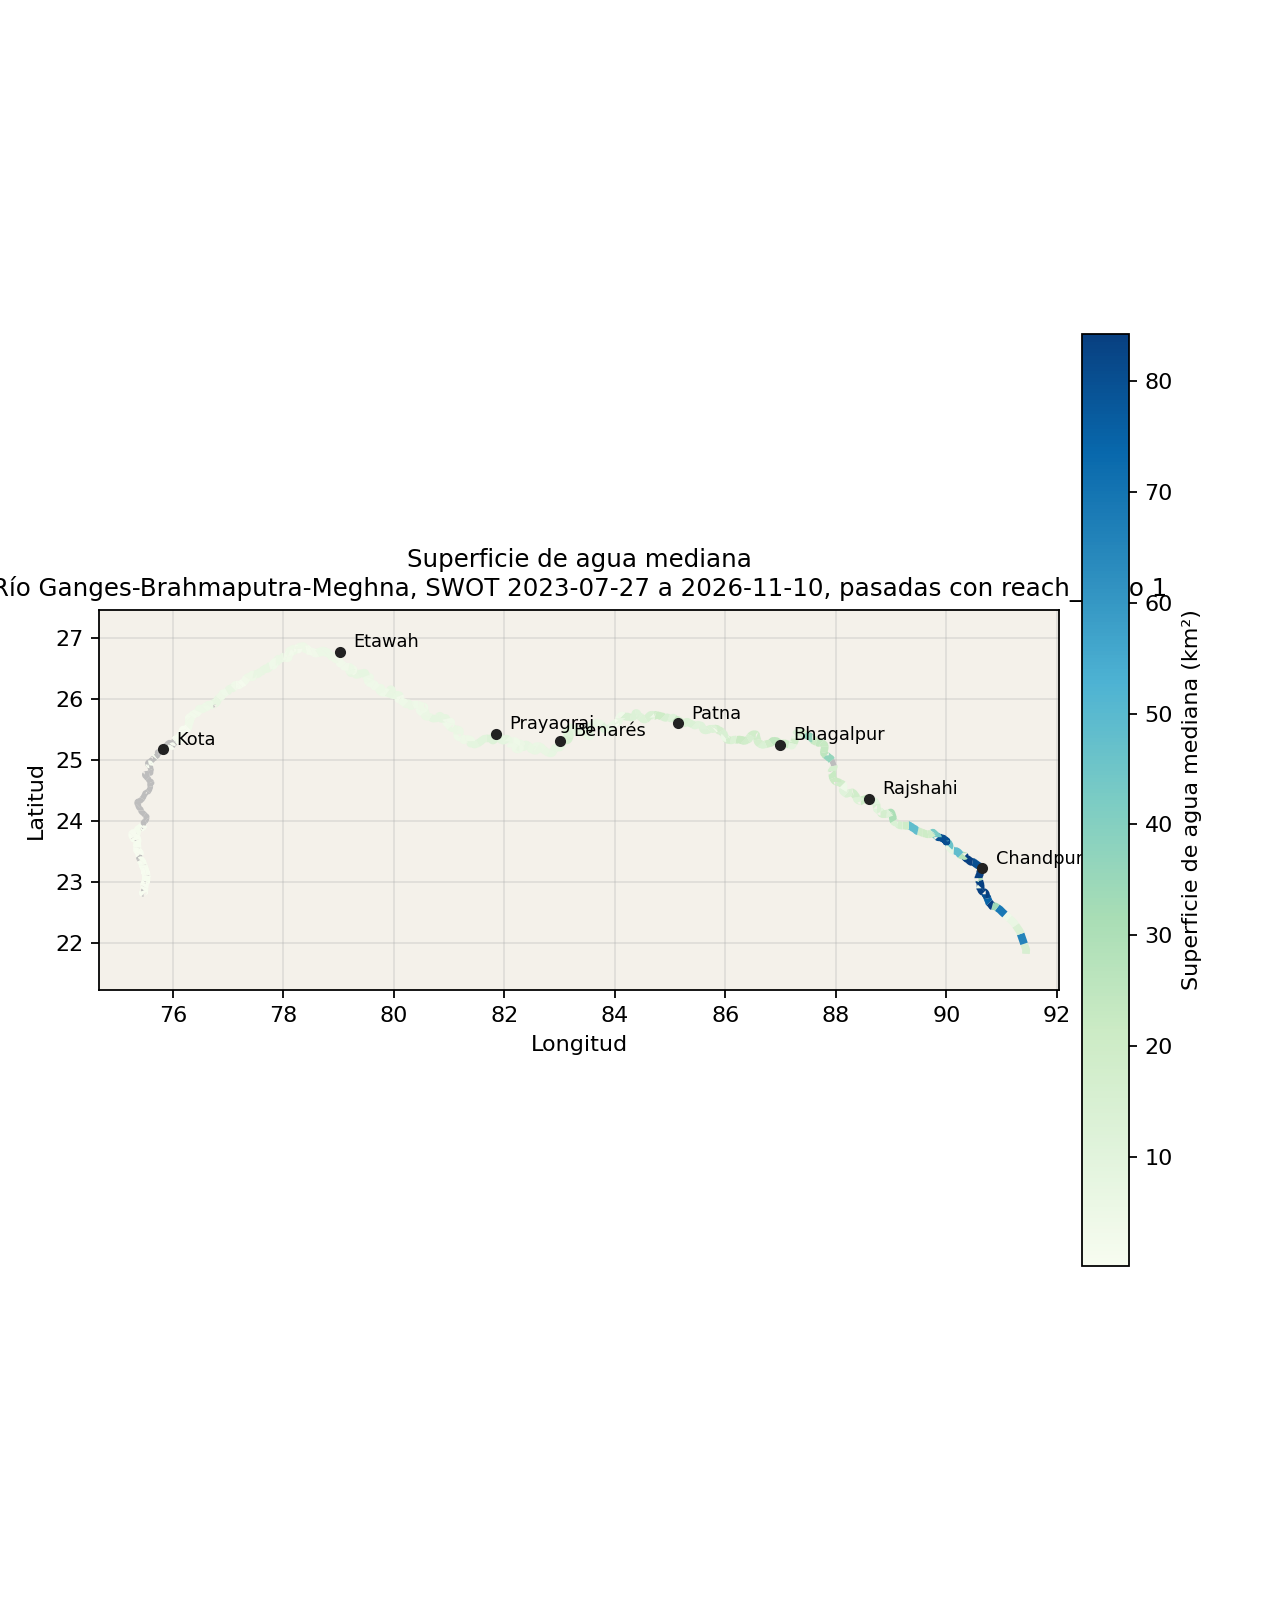 Superficie de agua mediana
Río Ganges-Brahmaputra-Meghna, SWOT 2023-07-27 a 2026-11-10, pasadas con o 1
Etawah
Kota
Prayagraj
Benarés
Patna
Bhagalpur
Rajshahi
Chandpur
27
26
25
24
23
22
Latitud
76
78
80
82
84
86
88
90
92
Longitud
80
70
60
50
40
30
20
10
Superficie de agua mediana (km²)